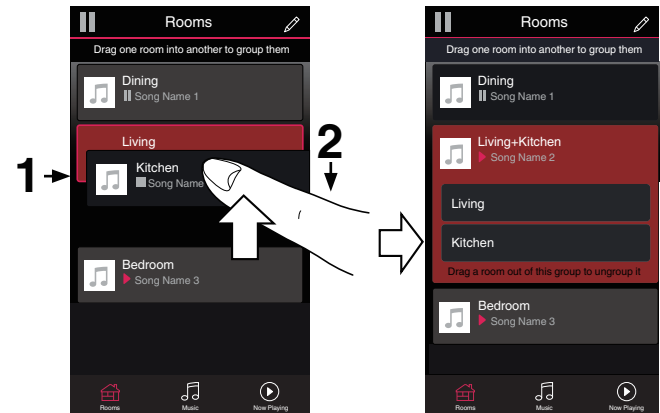 Rooms
Drag one room into another to group them
Dining
Song Name 1
Living
Kitchen
Song Name
Bedroom
Song Name 3
Rooms
Music
Now Playing
1
2
Rooms
Drag one room into another to group them
Dining
Song Name 1
Living+Kitchen
Song Name 2
Living
Kitchen
Drag a room out of this group to ungroup it
Bedroom
Song Name 3
Rooms
Music
Now Playing